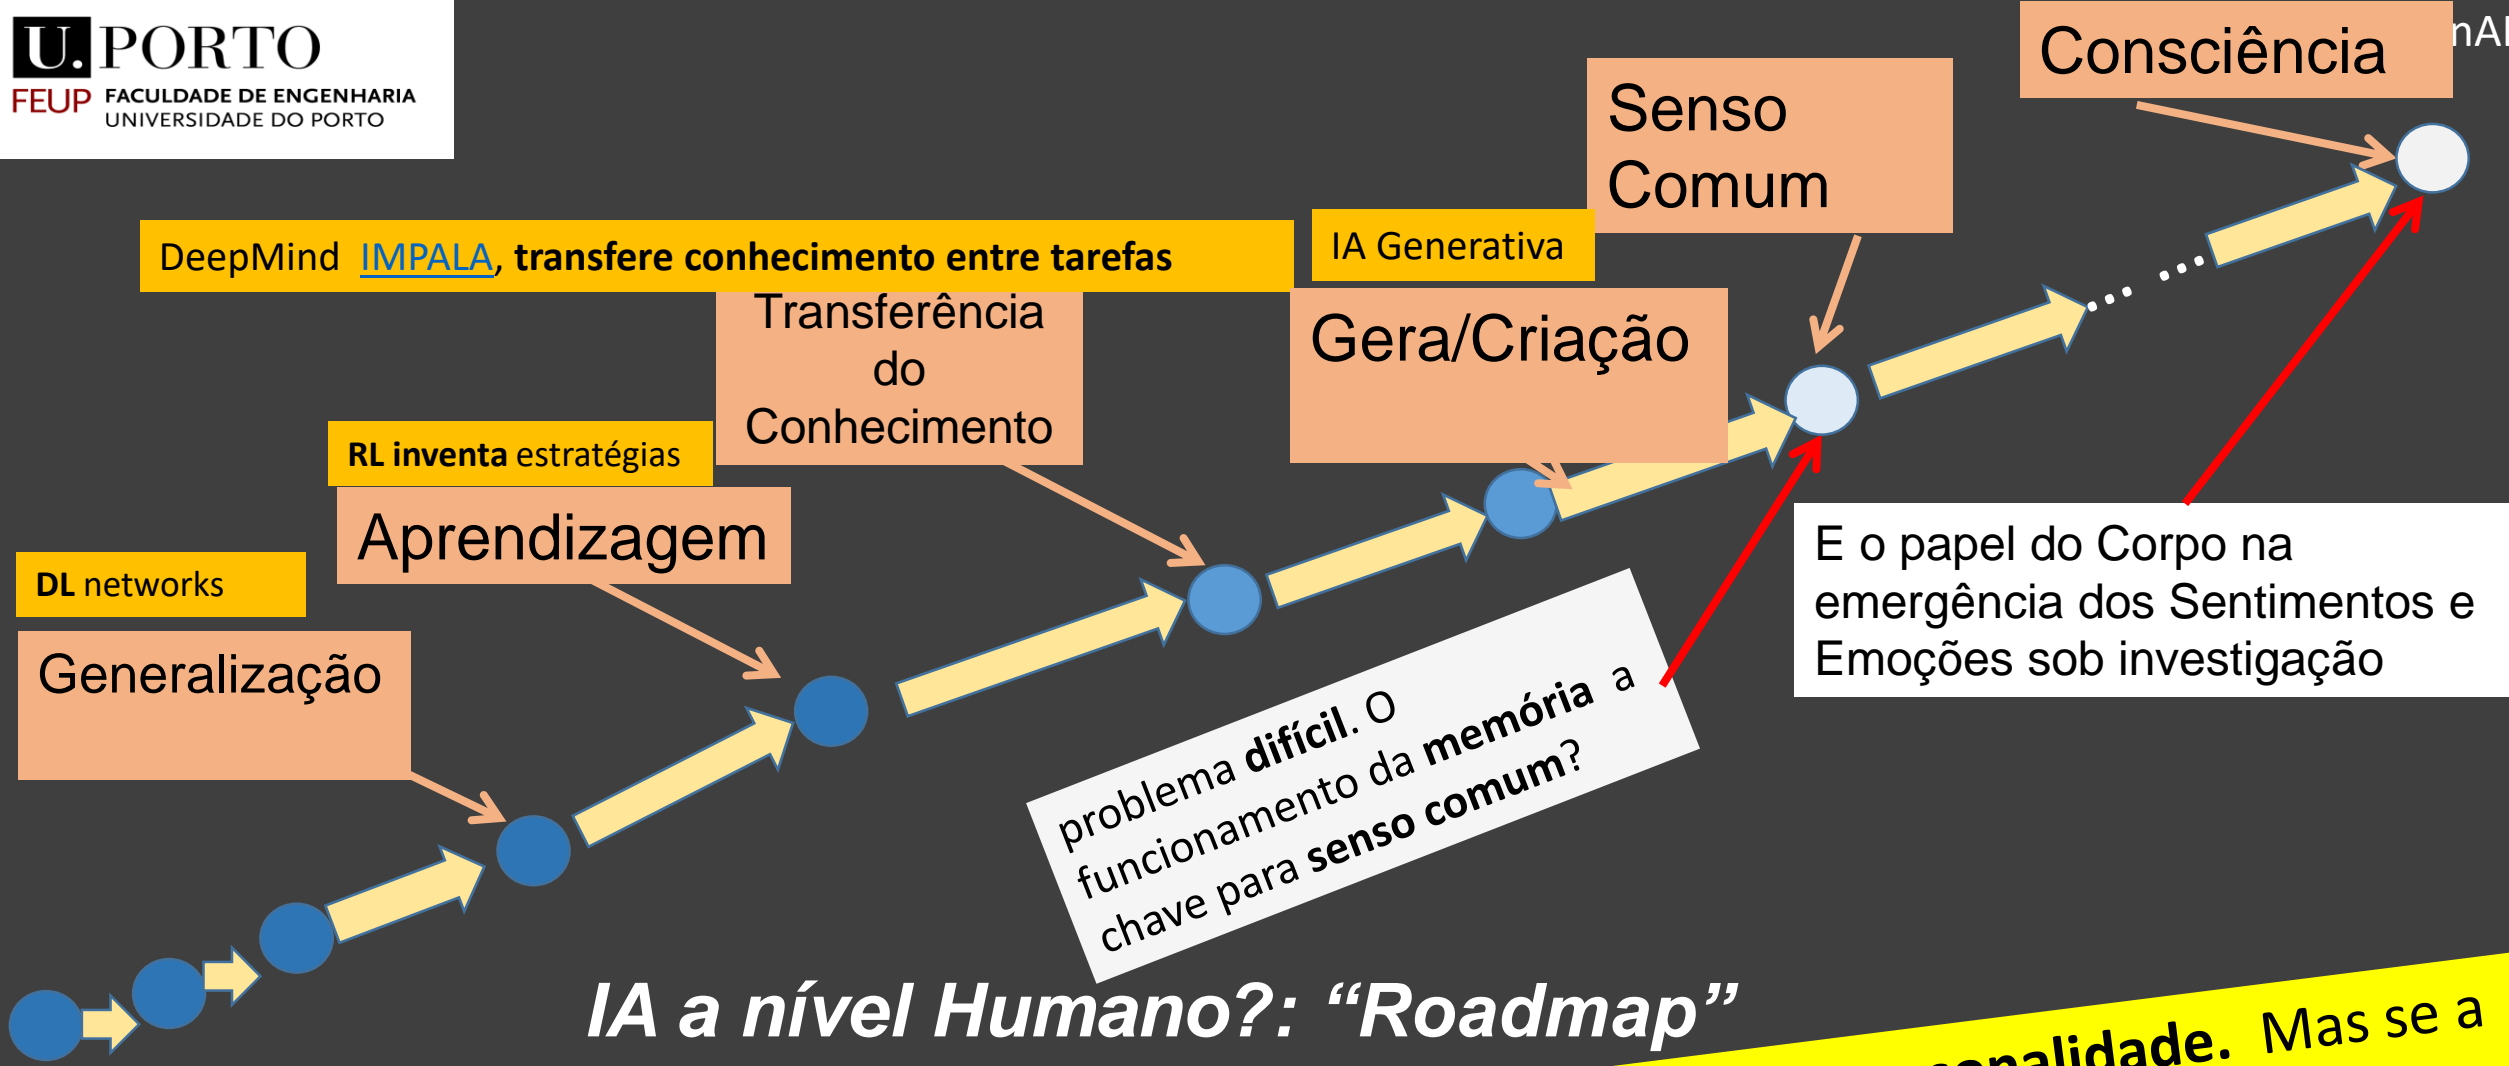 U. PORTO
FEUP FACULDADE DE ENGENHARIA
UNIVERSIDADE DO PORTO
Consciência
Senso
Comum
DeepMind IMPALA, transfere conhecimento entre tarefas
IA Generativa
Transferência
do
Conhecimento
Gera/Criação
RL inventa estratégias
Aprendizagem
DL networks
Generalização
E o papel do Corpo na
emergência dos Sentimentos e
Emoções sob investigação
problema difícil. O
funcionamento da memória a
chave para senso comum?
IA a nível Humano?: “Roadmap”
Mas se a